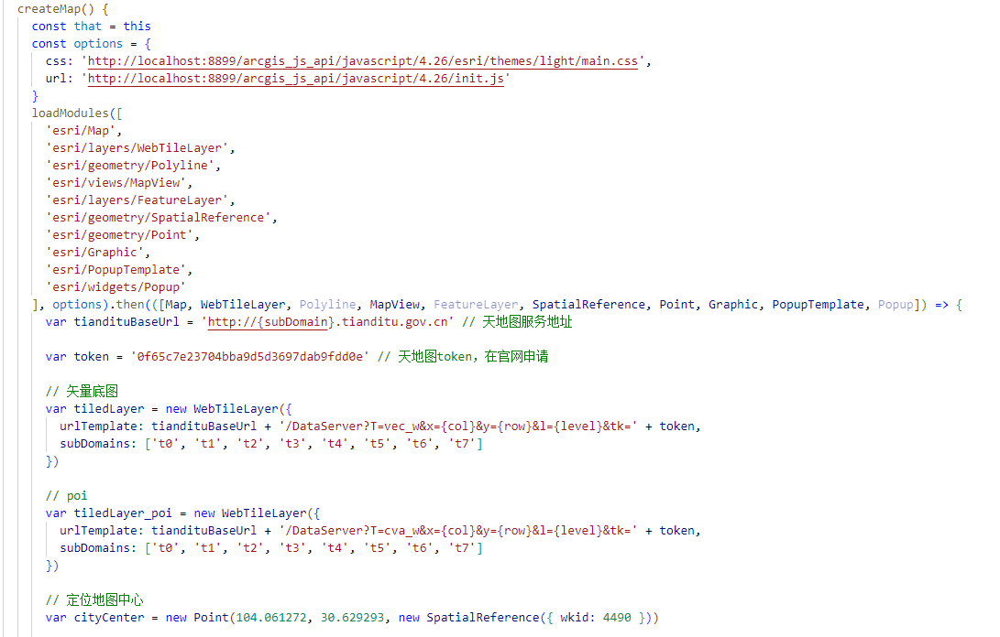 createMap() {
const that = this
const options = {
css: 'http://localhost:8899/arcgis_js_api/javascript/4.26/esri/themes/light/main.css',
url: 'http://localhost:8899/arcgis_js_api/javascript/4.26/init.js'
}
loadModules([
'esri/Map',
'esri/layers/WebTileLayer',
'esri/geometry/Polyline',
'esri/views/MapView',
'esri/layers/FeatureLayer',
'esri/geometry/SpatialReference',
'esri/geometry/Point',
'esri/Graphic',
'esri/PopupTemplate',
'esri/widgets/Popup'
], options).then(([Map, WebTileLayer, Polyline, MapView, FeatureLayer, SpatialReference, Point, Graphic, PopupTemplate, Popup]) => {
var tiandituBaseUrl = 'http://{subDomain}.tianditu.gov.cn' // 天地图服务地址
var token = '0f65c7e23704bba9d5d3697dab9fdd0e' // 天地图token，在官网申请
// 矢量底图
var tiledLayer = new WebTileLayer({
urlTemplate: tiandituBaseUrl + '/DataServer?T=vec_w&x={col}&y={row}&l={level}&tk=' + token,
subDomains: ['t0', 't1', 't2', 't3', 't4', 't5', 't6', 't7']
})
// poi
var tiledLayer_poi = new WebTileLayer({
urlTemplate: tiandituBaseUrl + '/DataServer?T=cva_w&x={col}&y={row}&l={level}&tk=' + token,
subDomains: ['t0', 't1', 't2', 't3', 't4', 't5', 't6', 't7']
})
// 定位地图中心
var cityCenter = new Point(104.061272, 30.629293, new SpatialReference({ wkid: 4490 }))